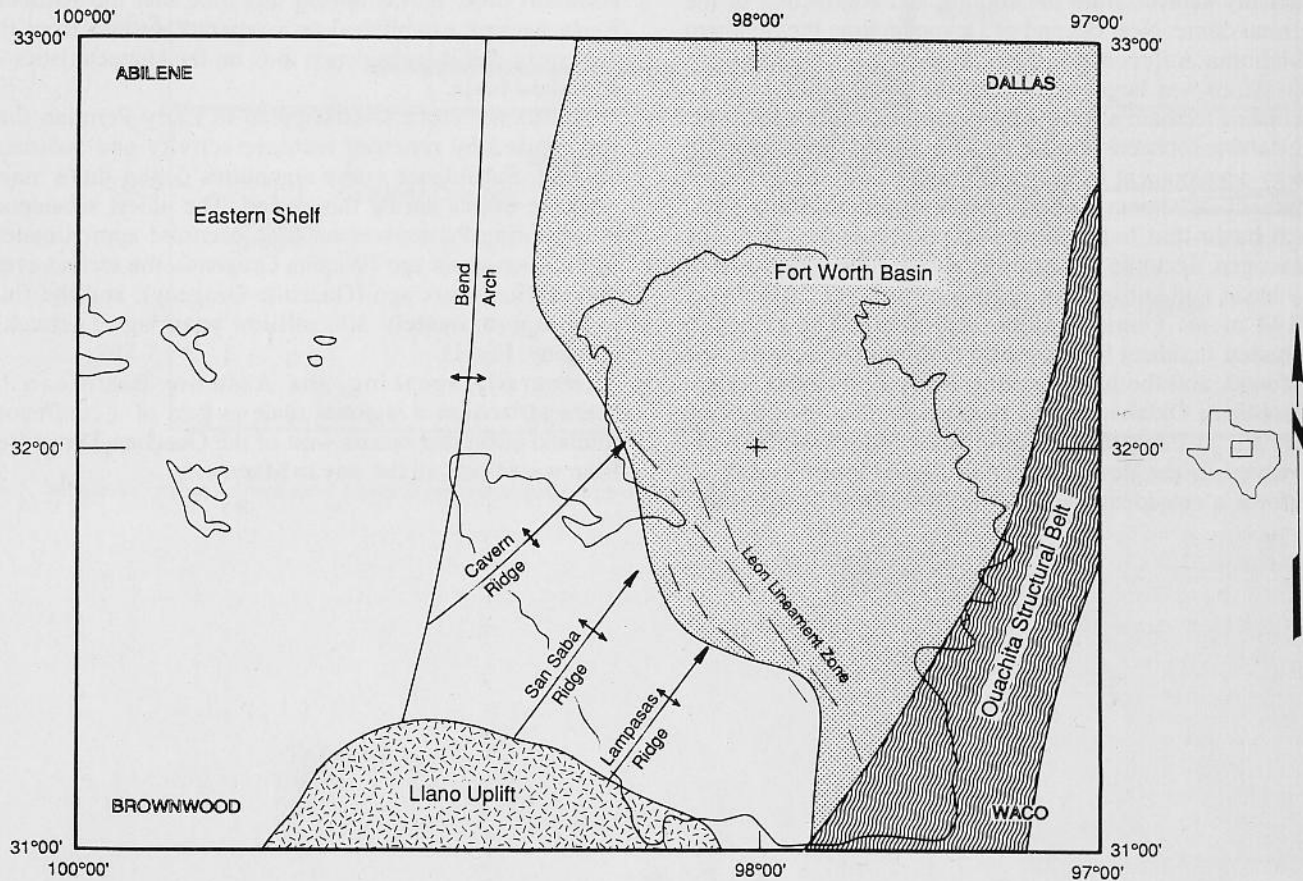 100°00'
98°00'
97°00'
33°00'
33°00'
ABILENE
DALLAS
Eastern Shelf
Bend
Arch
Fort Worth Basin
32°00'
32°00'
N
Cavern
Ridge
San Saba
Ridge
Lampasas
Ridge
Leon Lineament Zone
Ouachita Structural Belt
Llano Uplift
BROWNWOOD
WACO
31°00'
31°00'
100°00'
98°00'
97°00'